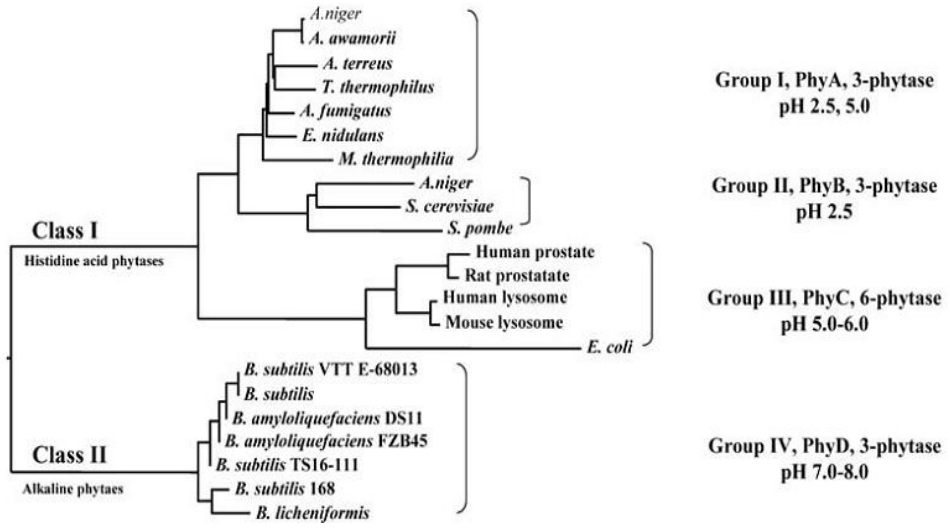 A.niger
A. awamorii
A. terreus
T. thermophilus
A. fumigatus
E. nidulans
M. thermophilia
Group I, PhyA, 3-phytase
pH 2.5, 5.0
A.niger
S. cerevisiae
S. pombe
Group II, PhyB, 3-phytase
pH 2.5
Class I
Histidine acid phytases
Human prostate
Rat prostatate
Human lysosome
Mouse lysosome
E. coli
Group III, PhyC, 6-phytase
pH 5.0-6.0
B. subtilis VTT E-68013
B. subtilis
B. amyloliquefaciens DS11
B. amyloliquefaciens FZB45
B. subtilis TS16-111
B. subtilis 168
B. licheniformis
Class II
Alkaline phytaes
Group IV, PhyD, 3-phytase
pH 7.0-8.0